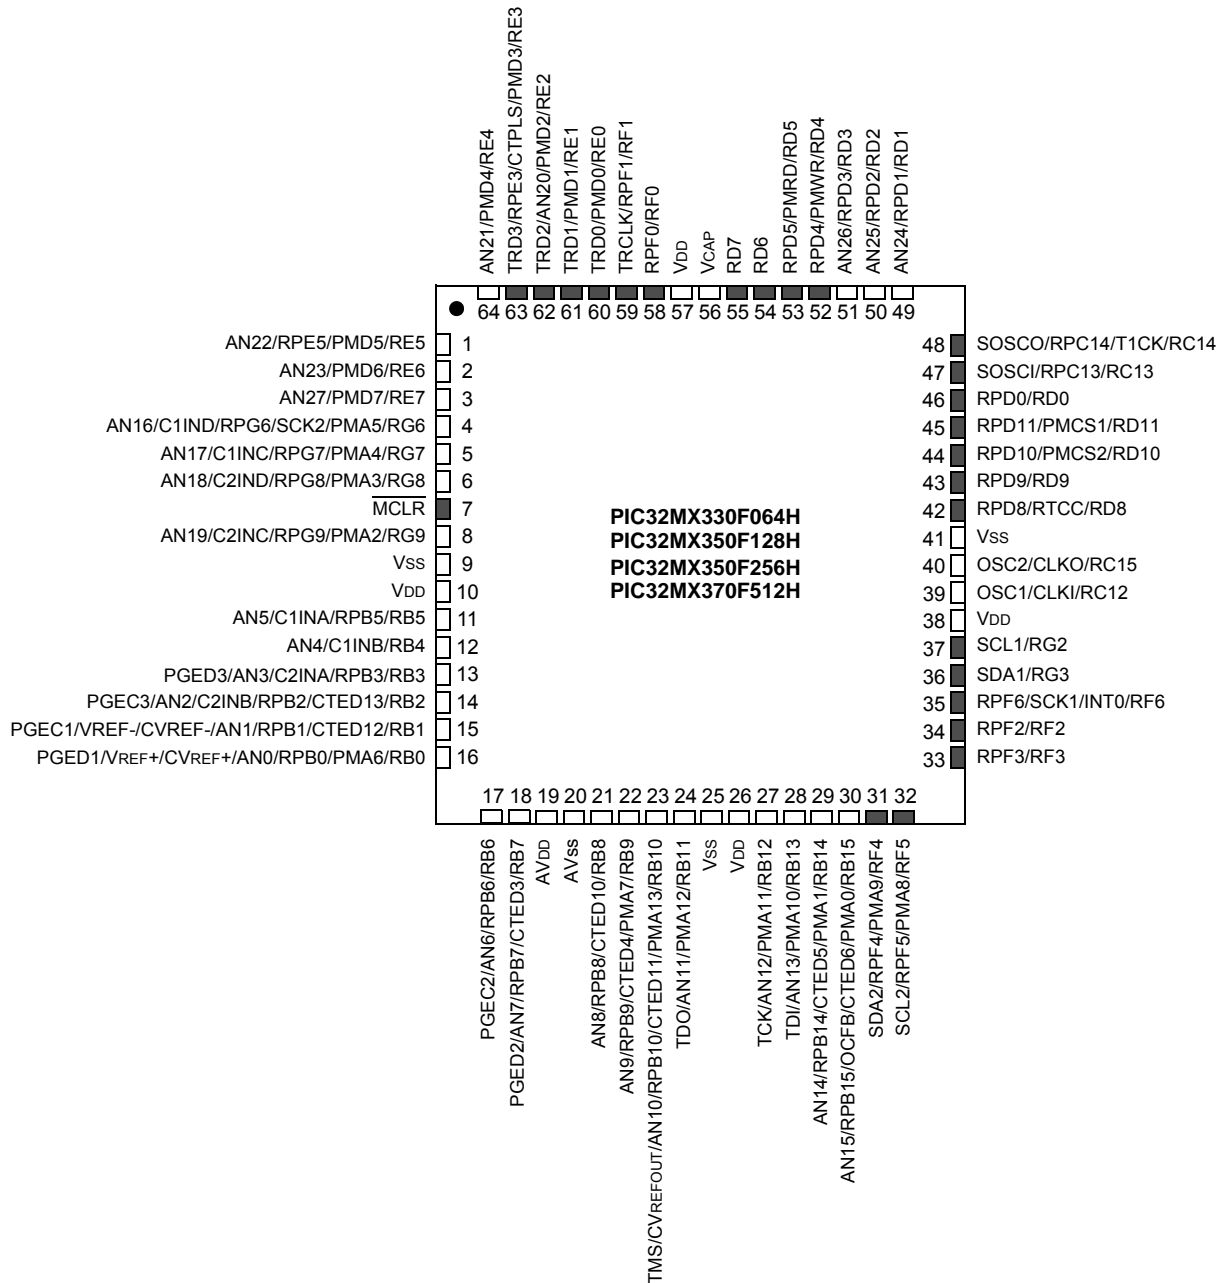 AN21/PMD4/RE4
TRD3/RPE3/CTPLS/PMD3/RE3
TRD2/AN20/PMD2/RE2
TRD1/PMD1/RE1
TRD0/PMD0/RE0
TRCLK/RPF1/RF1
RPF0/RF0
VDD
VCAP
RD7
RD6
RPD5/PMRD/RD5
RPD4/PMWR/RD4
AN26/RPD3/RD3
AN25/RPD2/RD2
AN24/RPD1/RD1
64 63 62 61 60 59 58 57 56 55 54 53 52 51 50 49
AN22/RPE5/PMD5/RE5 1
AN23/PMD6/RE6 2
AN27/PMD7/RE7 3
AN16/C1IND/RPG6/SCK2/PMA5/RG6 4
AN17/C1INC/RPG7/PMA4/RG7 5
AN18/C2IND/RPG8/PMA3/RG8 6
MCLR 7
AN19/C2INC/RPG9/PMA2/RG9 8
VSS 9
VDD 10
AN5/C1INA/RPB5/RB5 11
AN4/C1INB/RB4 12
PGED3/AN3/C2INA/RPB3/RB3 13
PGEC3/AN2/C2INB/RPB2/CTED13/RB2 14
PGEC1/VREF-/CVREF-/AN1/RPB1/CTED12/RB1 15
PGED1/VREF+/CVREF+/AN0/RPB0/PMA6/RB0 16
PIC32MX330F064H
PIC32MX350F128H
PIC32MX350F256H
PIC32MX370F512H
48 SOSCO/RPC14/T1CK/RC14
47 SOSCI/RPC13/RC13
46 RPD0/RD0
45 RPD11/PMCS1/RD11
44 RPD10/PMCS2/RD10
43 RPD9/RD9
42 RPD8/RTCC/RD8
41 VSS
40 OSC2/CLKO/RC15
39 OSC1/CLKI/RC12
38 VDD
37 SCL1/RG2
36 SDA1/RG3
35 RPF6/SCK1/INT0/RF6
34 RPF2/RF2
33 RPF3/RF3
17 18 19 20 21 22 23 24 25 26 27 28 29 30 31 32
PGEC2/AN6/RPB6/RB6
PGED2/AN7/RPB7/CTED3/RB7
AVDD
AVss
AN8/RPB8/CTED10/RB8
AN9/RPB9/CTED4/PMA7/RB9
TMS/CVREFOUT/AN10/RPB10/CTED11/PMA13/RB10
TDO/AN11/PMA12/RB11
VSS
VDD
TCK/AN12/PMA11/RB12
TDI/AN13/PMA10/RB13
AN14/RPB14/CTED5/PMA1/RB14
AN15/RPB15/OCFB/CTED6/PMA0/RB15
SDA2/RPF4/PMA9/RF4
SCL2/RPF5/PMA8/RF5